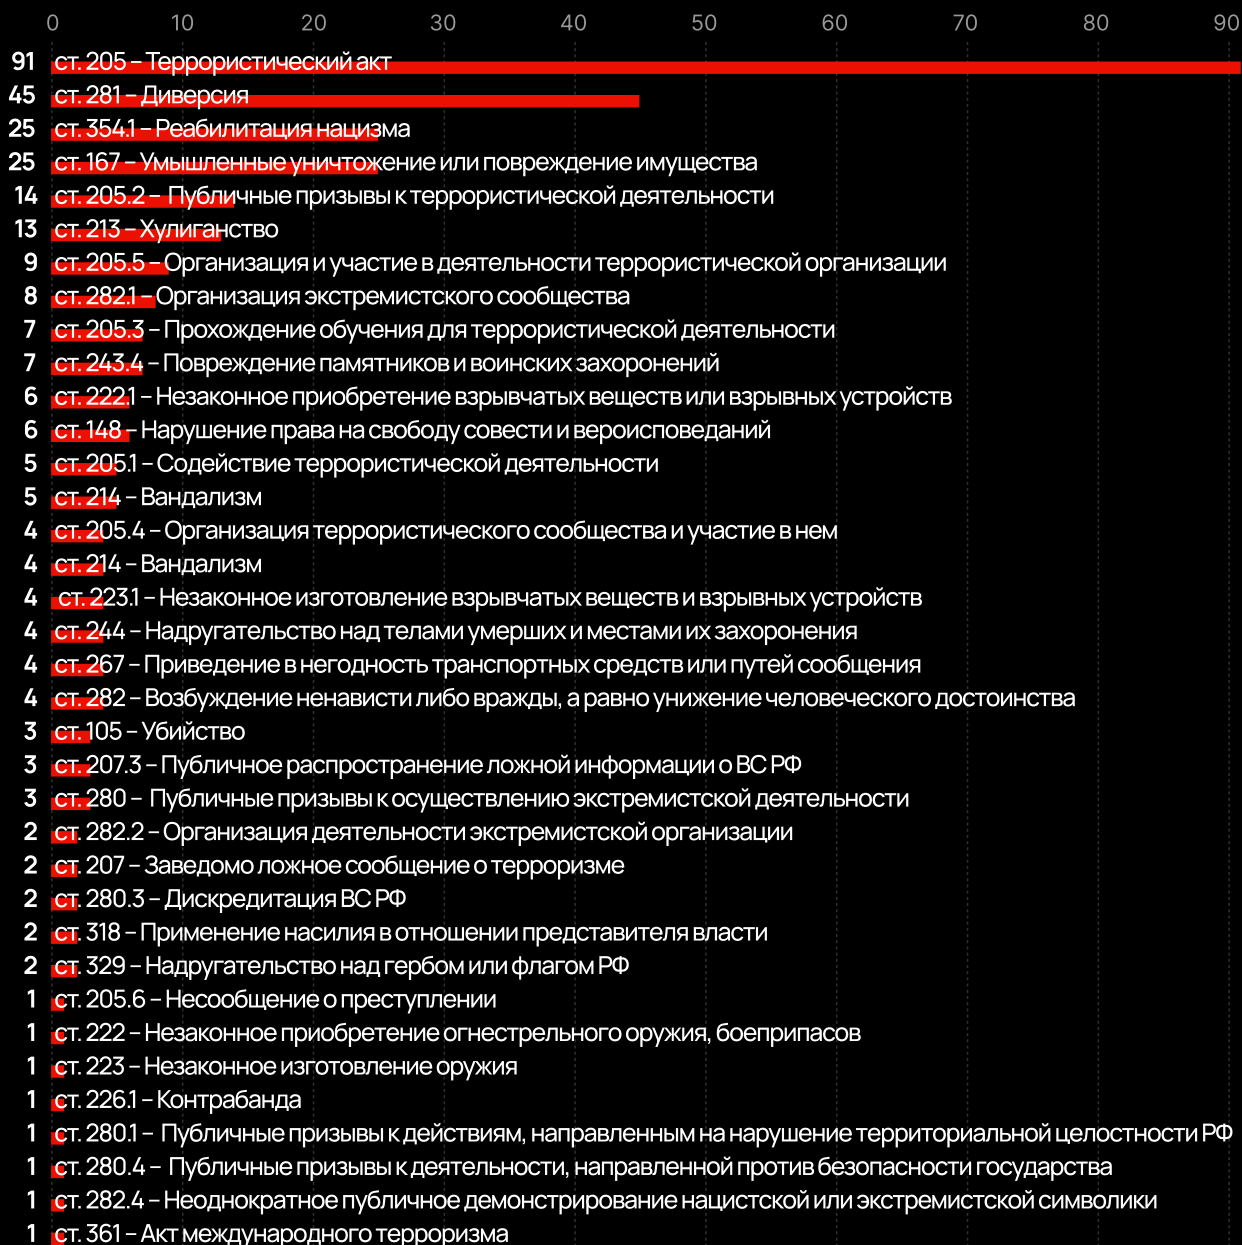 0 10 20 30 40 50 60 70 80 90
91 ст. 205 – Террористический акт
45 ст. 281 – Диверсия
25 ст. 354.1 – Реабилитация нацизма
25 ст. 167 – Умышленные уничтожение или повреждение имущества
14 ст. 205.2 – Публичные призывы к террористической деятельности
13 ст. 213 – Хулиганство
9 ст. 205.5 – Организация и участие в деятельности террористической организации
8 ст. 282.1 – Организация экстремистского сообщества
7 ст. 205.3 – Прохождение обучения для террористической деятельности
7 ст. 243.4 – Повреждение памятников и воинских захоронений
6 ст. 222.1 – Незаконное приобретение взрывчатых веществ или взрывных устройств
6 ст. 148 – Нарушение права на свободу совести и вероисповеданий
5 ст. 205.1 – Содействие террористической деятельности
5 ст. 214 – Вандализм
4 ст. 205.4 – Организация террористического сообщества и участие в нем
4 ст. 214 – Вандализм
4 ст. 223.1 – Незаконное изготовление взрывчатых веществ и взрывных устройств
4 ст. 244 – Надругательство над телами умерших и местами их захоронения
4 ст. 267 – Приведение в негодность транспортных средств или путей сообщения
4 ст. 282 – Возбуждение ненависти либо вражды, а равно унижение человеческого достоинства
3 ст. 105 – Убийство
3 ст. 207.3 – Публичное распространение ложной информации о ВС РФ
3 ст. 280 – Публичные призывы к осуществлению экстремистской деятельности
2 ст. 282.2 – Организация деятельности экстремистской организации
2 ст. 207 – Заведомо ложное сообщение о терроризме
2 ст. 280.3 – Дискредитация ВС РФ
2 ст. 318 – Применение насилия в отношении представителя власти
2 ст. 329 – Надругательство над гербом или флагом РФ
1 ст. 205.6 – Несообщение о преступлении
1 ст. 222 – Незаконное приобретение огнестрельного оружия, боеприпасов
1 ст. 223 – Незаконное изготовление оружия
1 ст. 226.1 – Контрабанда
1 ст. 280.1 – Публичные призывы к действиям, направленным на нарушение территориальной целостности РФ
1 ст. 280.4 – Публичные призывы к деятельности, направленной против безопасности государства
1 ст. 282.4 – Неоднократное публичное демонстрирование нацистской или экстремистской символики
1 ст. 361 – Акт международного терроризма